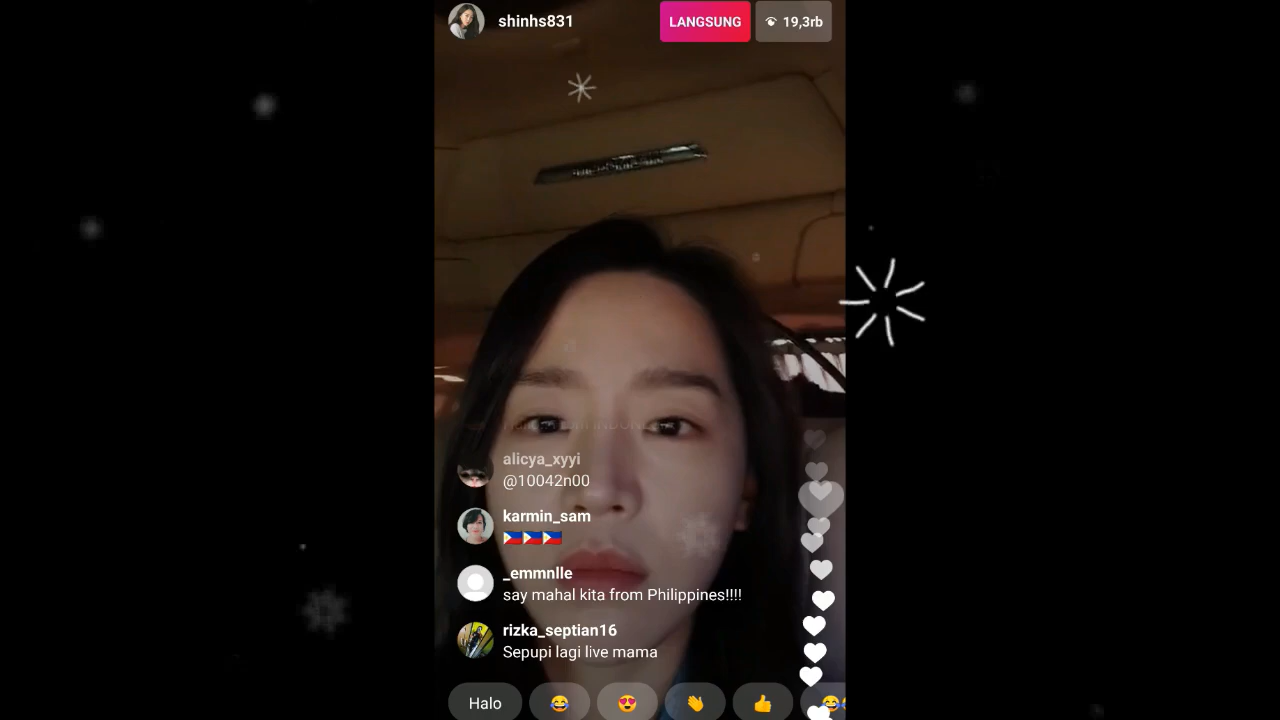 shinhs831
LANGSUNG
19,3rb
alicya_xyyi
@10042n00
karmin_sam
🇵🇭🇵🇭🇵🇭
_emmnlle
say mahal kita from Philippines!!!!
rizka_septian16
Sepupi lagi live mama
Halo